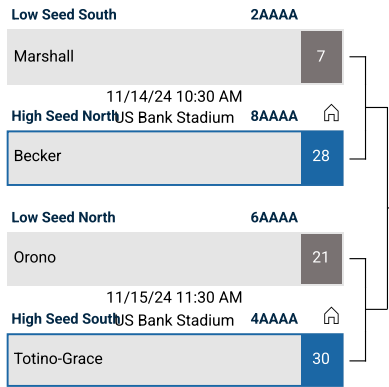 Low Seed South 2AAAA
Marshall 7
11/14/24 10:30 AM
High Seed North US Bank Stadium 8AAAA
Becker 28
Low Seed North 6AAAA
Orono 21
11/15/24 11:30 AM
High Seed South US Bank Stadium 4AAAA
Totino-Grace 30